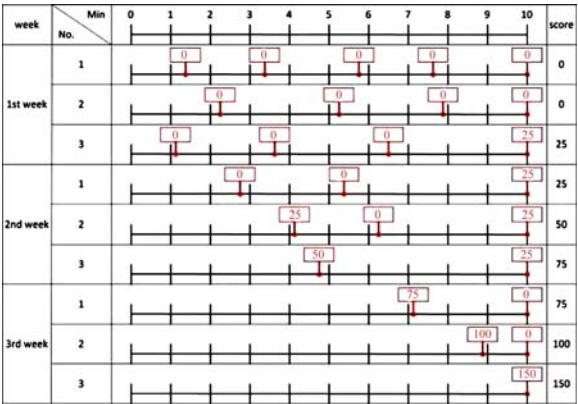 week Min No. 0 1 2 3 4 5 6 7 8 9 10 score
1st week
1 0 0 0 0 0 0
2 0 0 0 0 0
3 0 0 0 25 25
2nd week
1 0 0 25 25
2 25 0 25 50
3 50 25 75
3rd week
1 75 0 75
2 100 0 100
3 150 150